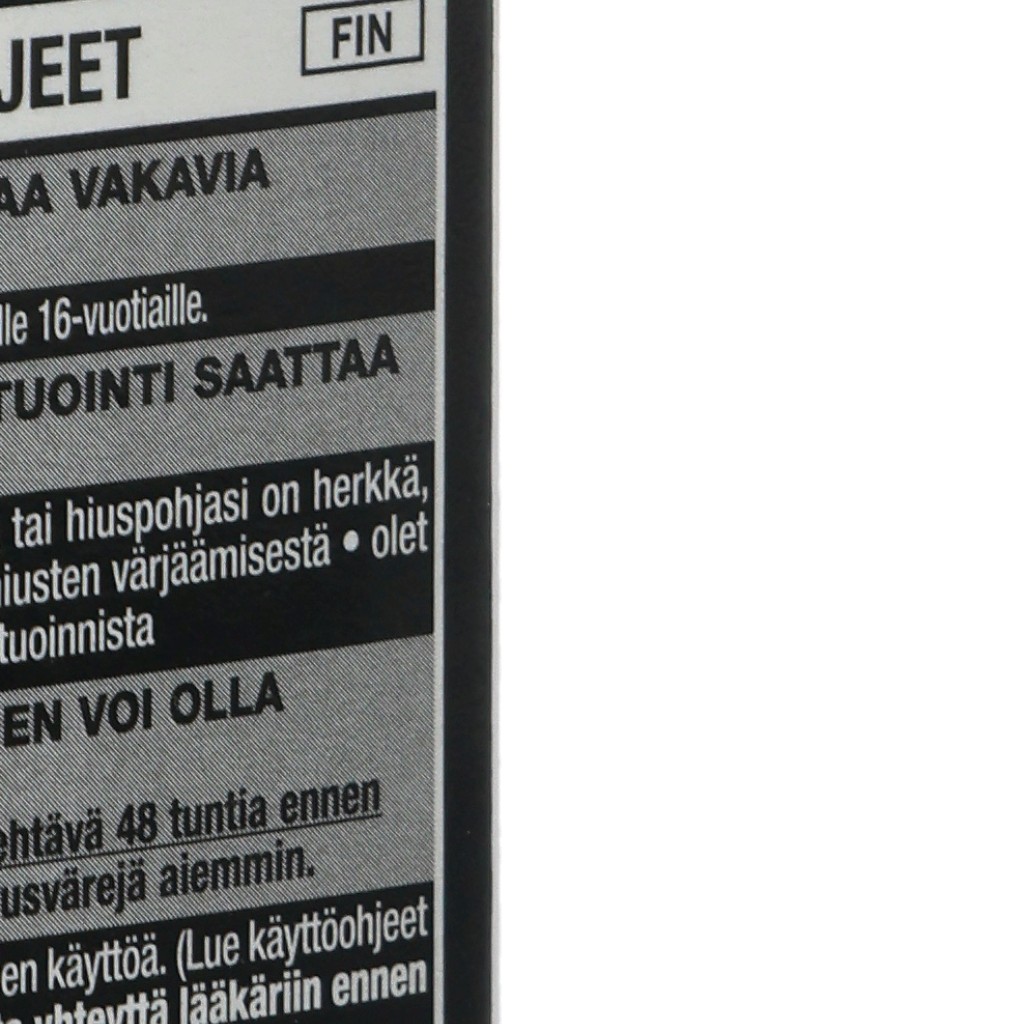 FIN
JEET
AA VAKAVIA
lle 16-vuotiaille.
TUOINTI SAATTAA
tai hiuspohjasi on herkkä,
iusten värjäämisestä • olet
tuoinnista
EN VOI OLLA
ehtävä 48 tuntia ennen
usvärejä aiemmin.
en käyttöä. (Lue käyttöohjeet
yhteyttä lääkäriin ennen